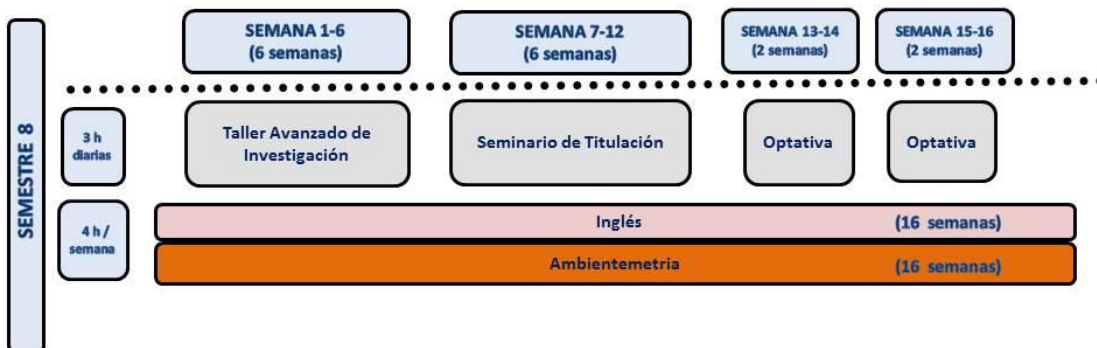 SEMESTRE 8
SEMANA 1-6
(6 semanas)
SEMANA 7-12
(6 semanas)
SEMANA 13-14
(2 semanas)
SEMANA 15-16
(2 semanas)
3 h
diarias
Taller Avanzado de
Investigación
Seminario de Titulación
Optativa
Optativa
4 h /
semana
Inglés
(16 semanas)
Ambientemetria
(16 semanas)